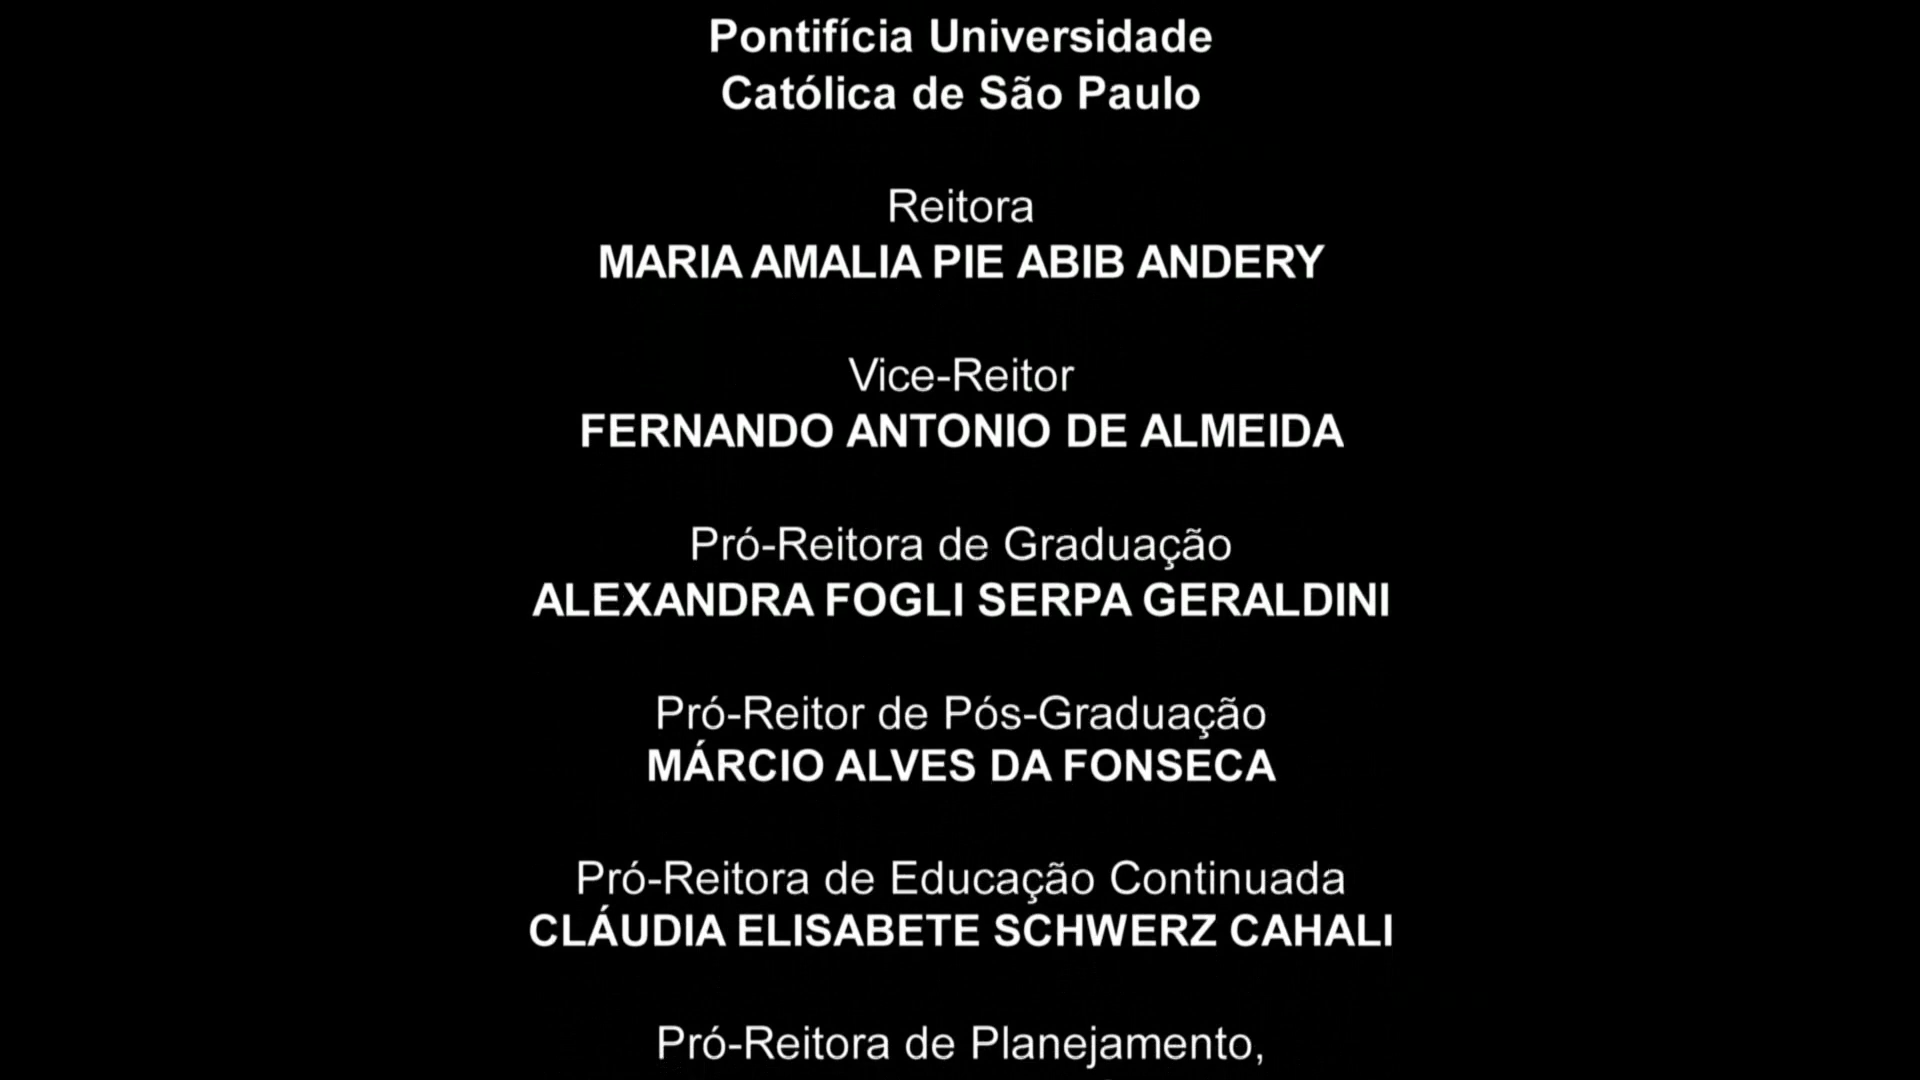 Pontifícia Universidade
Católica de São Paulo
Reitora
MARIA AMALIA PIE ABIB ANDERY
Vice-Reitor
FERNANDO ANTONIO DE ALMEIDA
Pró-Reitora de Graduação
ALEXANDRA FOGLI SERPA GERALDINI
Pró-Reitor de Pós-Graduação
MÁRCIO ALVES DA FONSECA
Pró-Reitora de Educação Continuada
CLÁUDIA ELISABETE SCHWERZ CAHALI
Pró-Reitora de Planejamento,